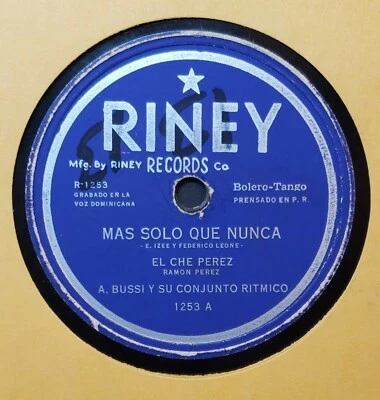 RINEY
Mfg. By RINEY RECORDS Co
R-1253
GRABADO EN LA
VOZ DOMINICANA
Bolero-Tango
PRENSADO EN P. R.
MAS SOLO QUE NUNCA
- E. IZEE Y FEDERICO LEONE -
EL CHE PEREZ
RAMON PEREZ
A. BUSSI Y SU CONJUNTO RITMICO
1253 A